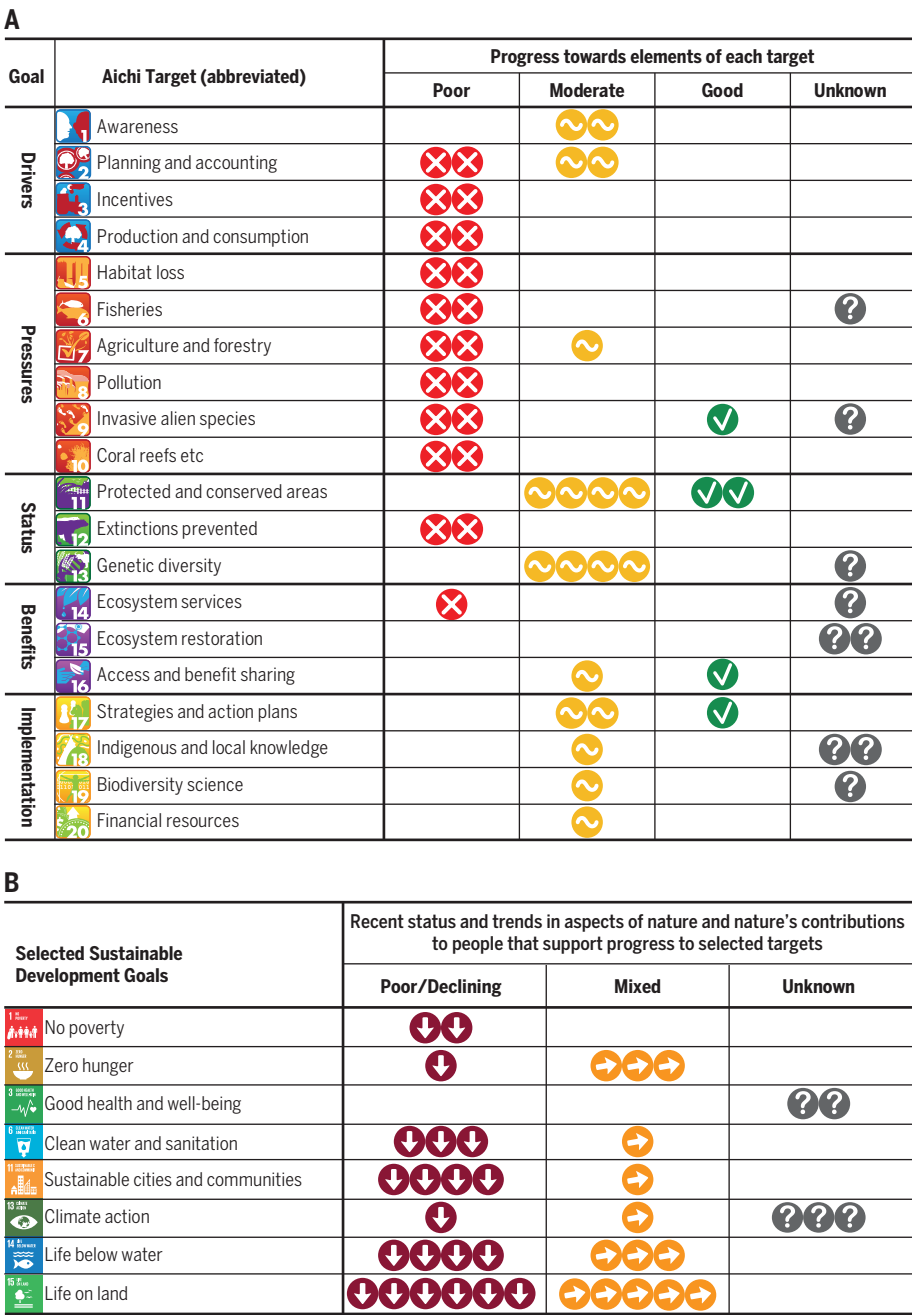 A
Goal
Aichi Target (abbreviated)
Progress towards elements of each target
Poor
Moderate
Good
Unknown
Drivers
1 Awareness
2 Planning and accounting
3 Incentives
4 Production and consumption
Pressures
5 Habitat loss
6 Fisheries
?
7 Agriculture and forestry
8 Pollution
9 Invasive alien species
?
10 Coral reefs etc
Status
11 Protected and conserved areas
12 Extinctions prevented
13 Genetic diversity
?
Benefits
14 Ecosystem services
?
15 Ecosystem restoration
? ?
16 Access and benefit sharing
Implementation
17 Strategies and action plans
18 Indigenous and local knowledge
? ?
19 Biodiversity science
?
20 Financial resources
B
Selected Sustainable
Development Goals
Recent status and trends in aspects of nature and nature's contributions
to people that support progress to selected targets
Poor/Declining
Mixed
Unknown
1 No poverty
2 Zero hunger
3 Good health and well-being
? ?
6 Clean water and sanitation
11 Sustainable cities and communities
13 Climate action
? ? ?
14 Life below water
15 Life on land